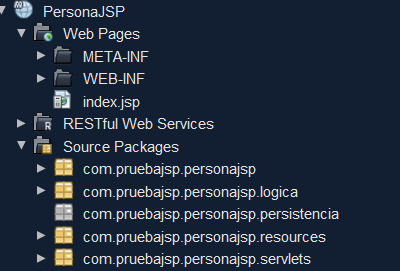 PersonaJSP
Web Pages
META-INF
WEB-INF
index.jsp
RESTful Web Services
Source Packages
com.pruebajsp.personajsp
com.pruebajsp.personajsp.logica
com.pruebajsp.personajsp.persistencia
com.pruebajsp.personajsp.resources
com.pruebajsp.personajsp.servlets